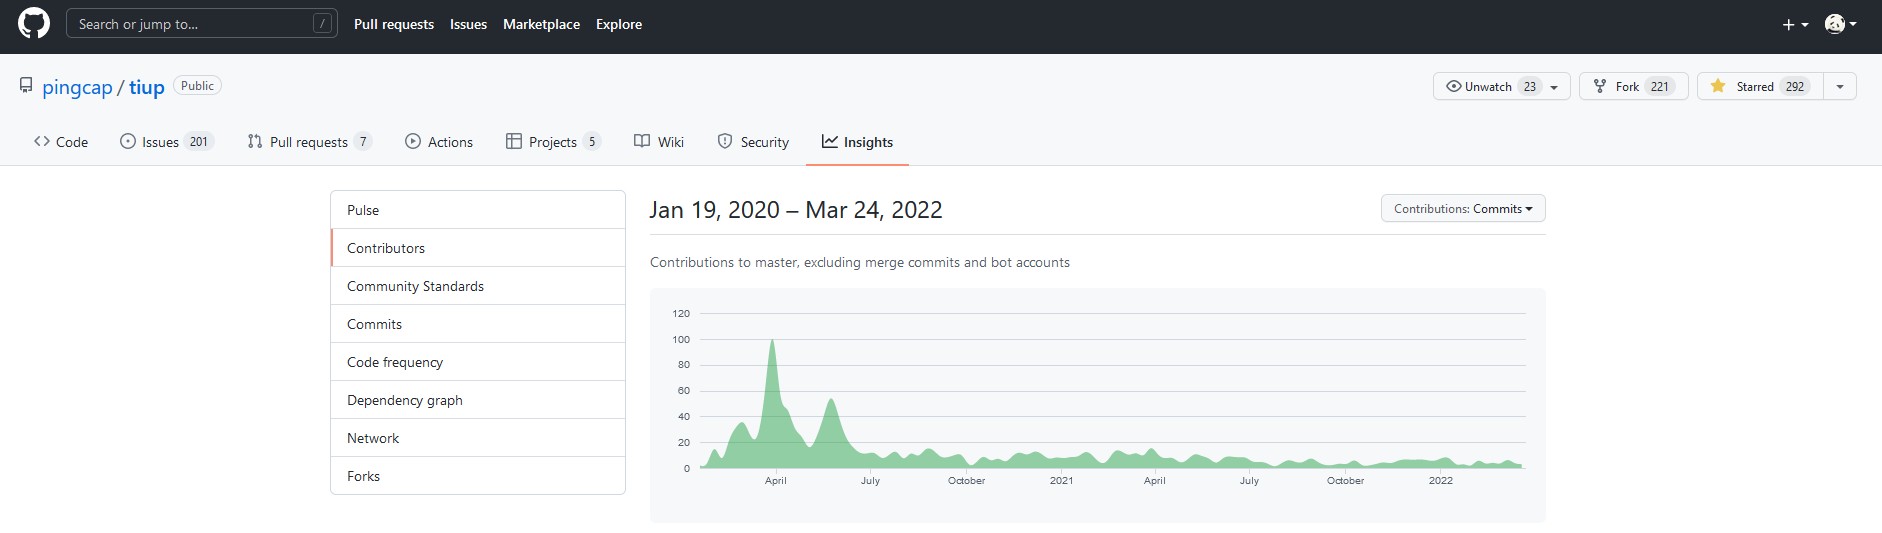 Search or jump to... / Pull requests Issues Marketplace Explore
pingcap / tiup Public Unwatch 23 Fork 221 Starred 292
Code Issues 201 Pull requests 7 Actions Projects 5 Wiki Security Insights
Pulse
Contributors
Community Standards
Commits
Code frequency
Dependency graph
Network
Forks
Jan 19, 2020 – Mar 24, 2022 Contributions: Commits
Contributions to master, excluding merge commits and bot accounts
120
100
80
60
40
20
0
April July October 2021 April July October 2022